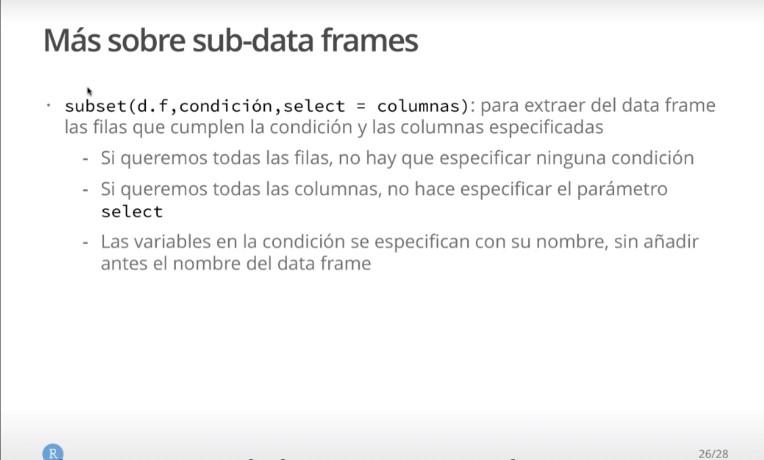 Más sobre sub-data frames
· subset(d.f,condición,select = columnas): para extraer del data frame
las filas que cumplen la condición y las columnas especificadas
- Si queremos todas las filas, no hay que especificar ninguna condición
- Si queremos todas las columnas, no hace especificar el parámetro
select
- Las variables en la condición se especifican con su nombre, sin añadir
antes el nombre del data frame
R
26/28